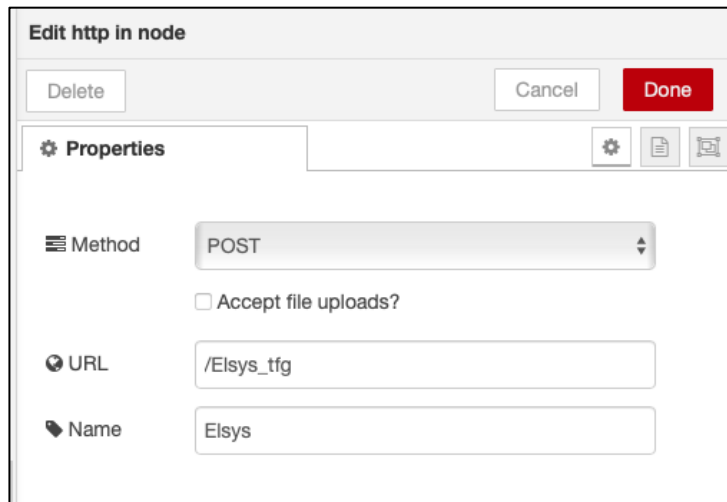 Edit http in node
Delete Cancel Done
Properties
Method POST
Accept file uploads?
URL /Elsys_tfg
Name Elsys